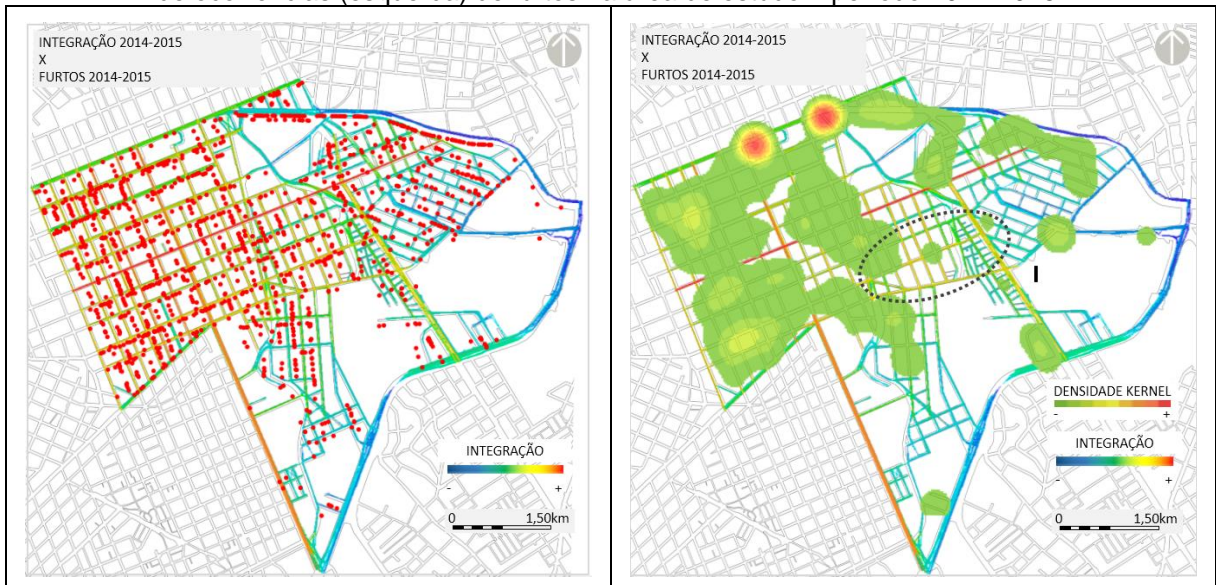 INTEGRAÇÃO 2014-2015
X
FURTOS 2014-2015
INTEGRAÇÃO
- +
0 1,50km
INTEGRAÇÃO 2014-2015
X
FURTOS 2014-2015
I
DENSIDADE KERNEL
- +
INTEGRAÇÃO
- +
0 1,50km